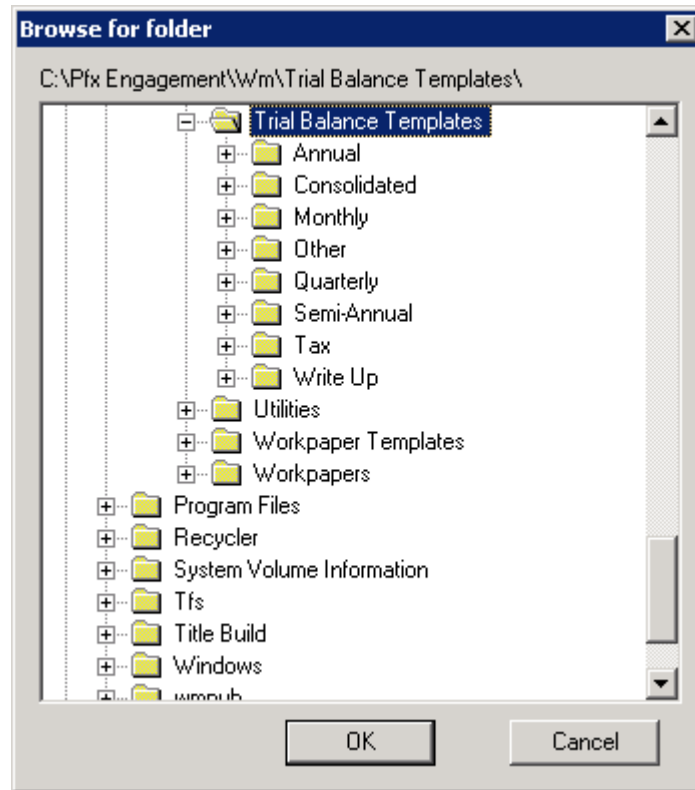 Browse for folder
C:\Pfx Engagement\Wm\Trial Balance Templates\
Trial Balance Templates
Annual
Consolidated
Monthly
Other
Quarterly
Semi-Annual
Tax
Write Up
Utilities
Workpaper Templates
Workpapers
Program Files
Recycler
System Volume Information
Tfs
Title Build
Windows
wmpub
OK Cancel